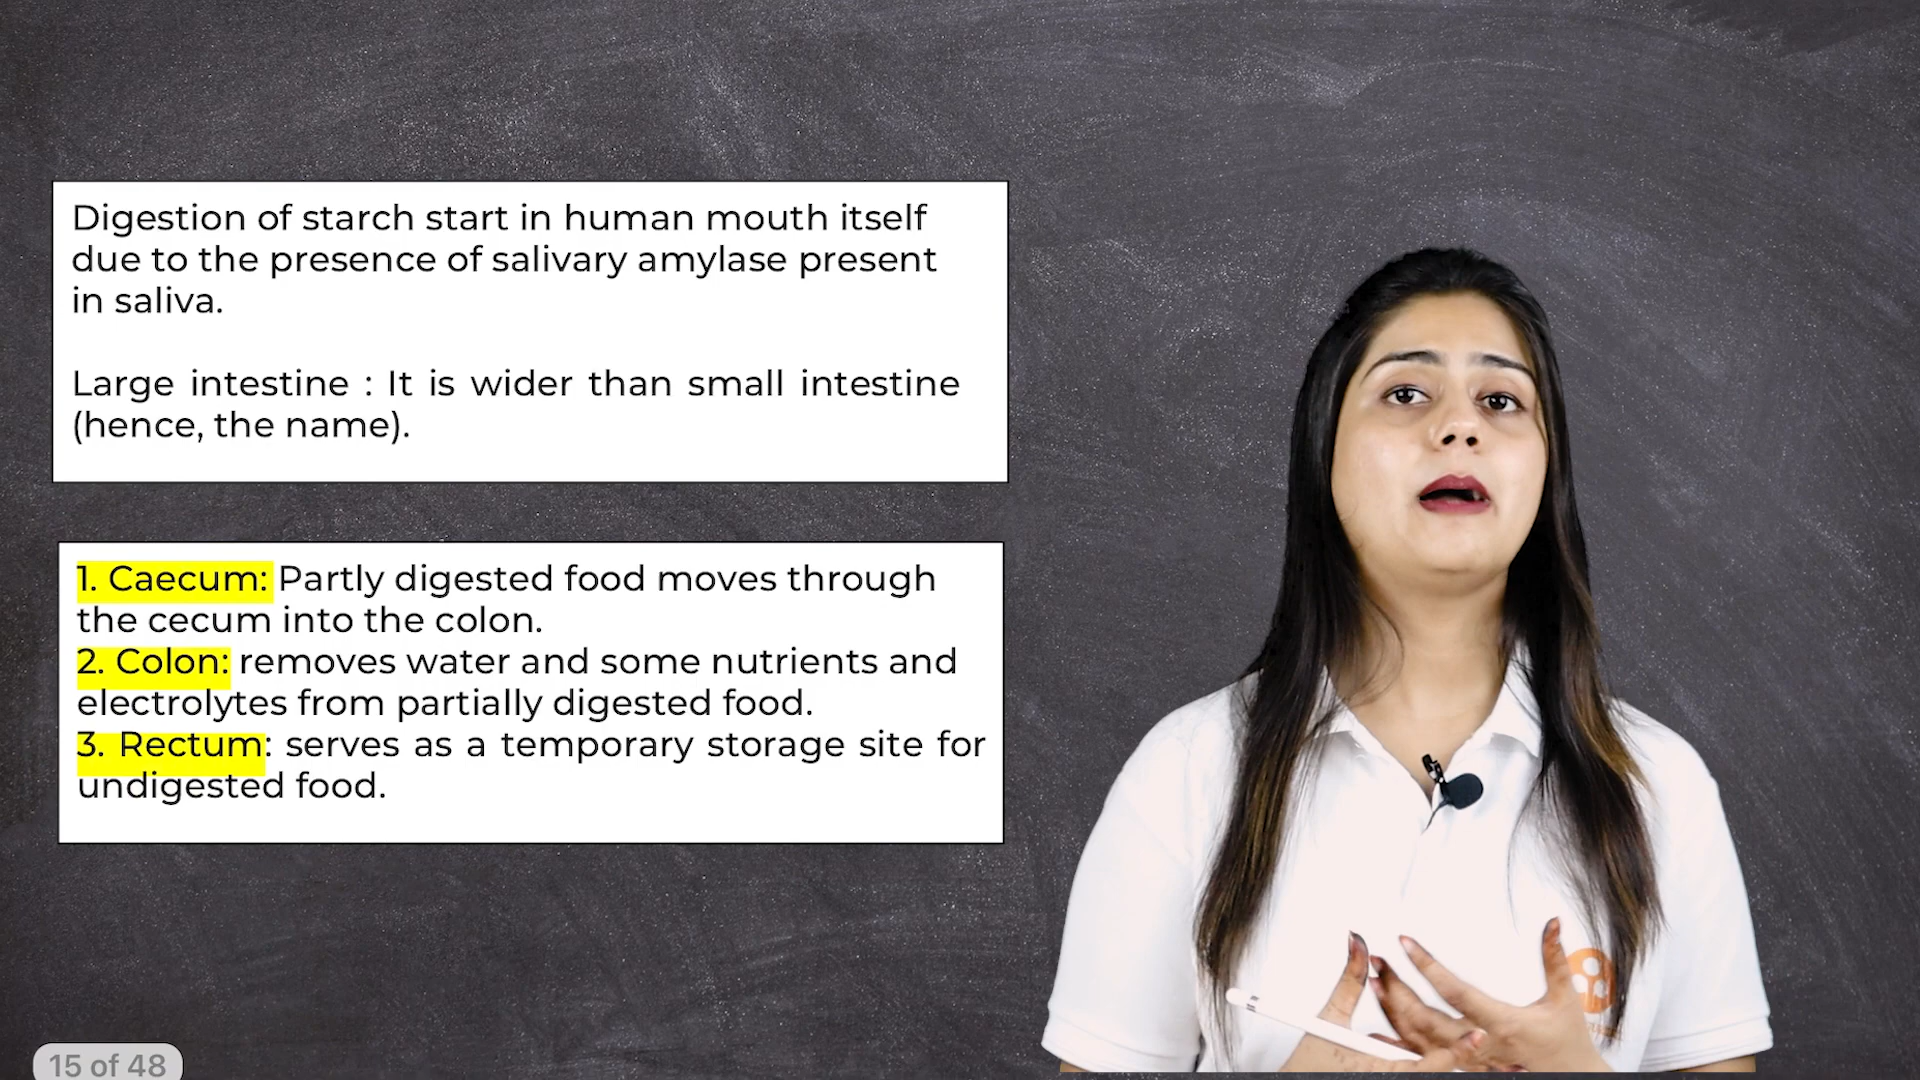 Digestion of starch start in human mouth itself
due to the presence of salivary amylase present
in saliva.
Large intestine : It is wider than small intestine
(hence, the name).
1. Caecum: Partly digested food moves through
the cecum into the colon.
2. Colon: removes water and some nutrients and
electrolytes from partially digested food.
3. Rectum: serves as a temporary storage site for
undigested food.
15 of 48